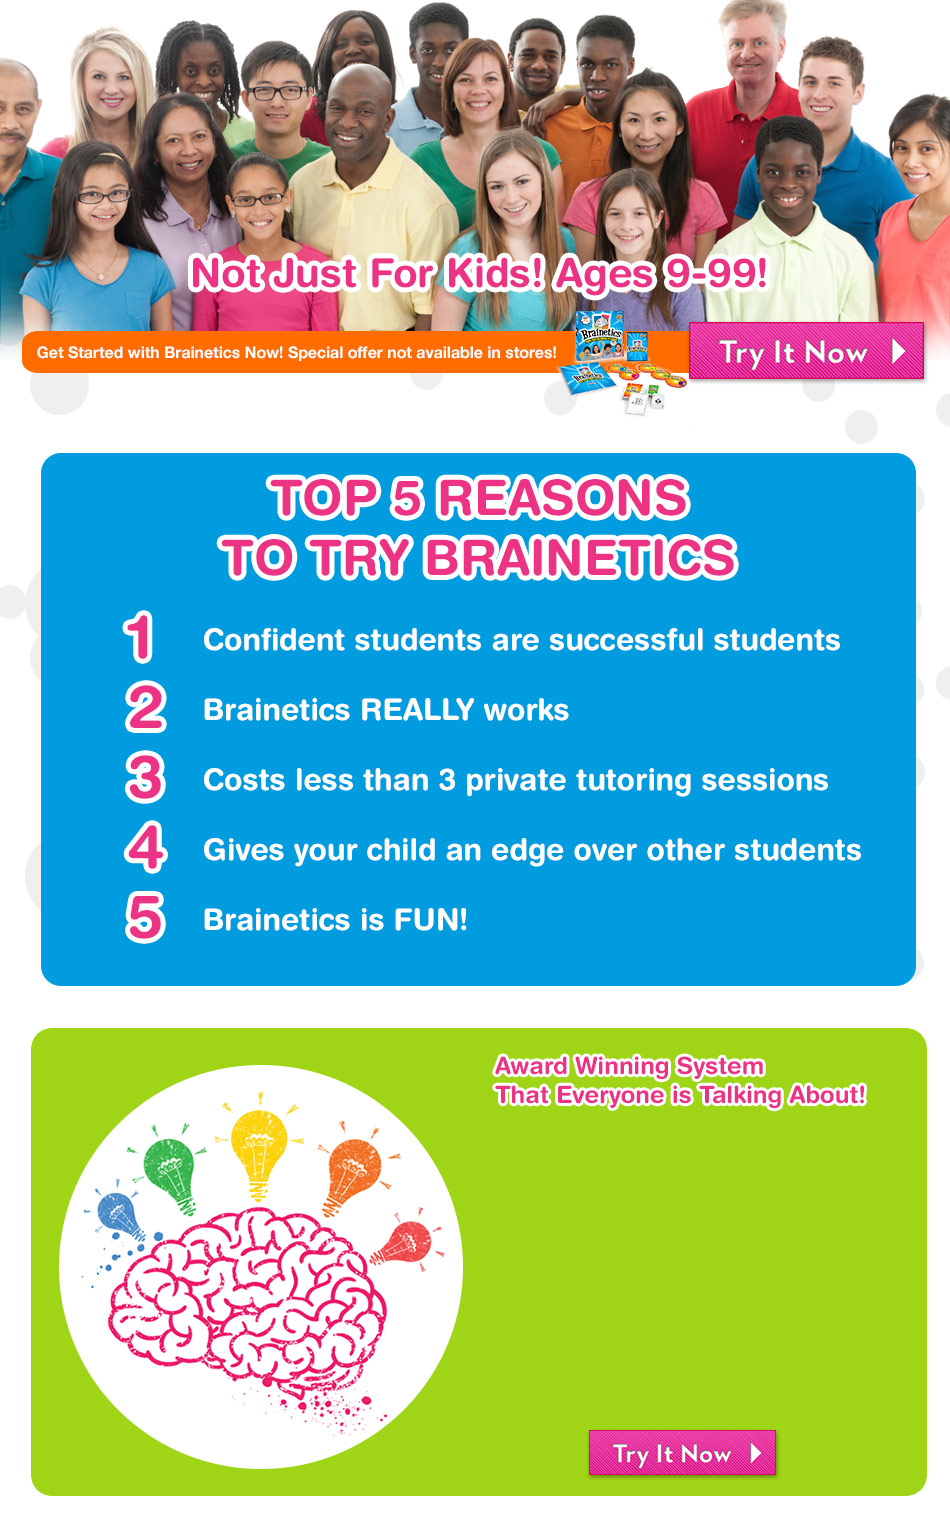 Not Just For Kids! Ages 9-99!
Get Started with Brainetics Now! Special offer not available in stores!
Brainetics
Try It Now
TOP 5 REASONS
TO TRY BRAINETICS
1 Confident students are successful students
2 Brainetics REALLY works
3 Costs less than 3 private tutoring sessions
4 Gives your child an edge over other students
5 Brainetics is FUN!
Award Winning System
That Everyone is Talking About!
Try It Now